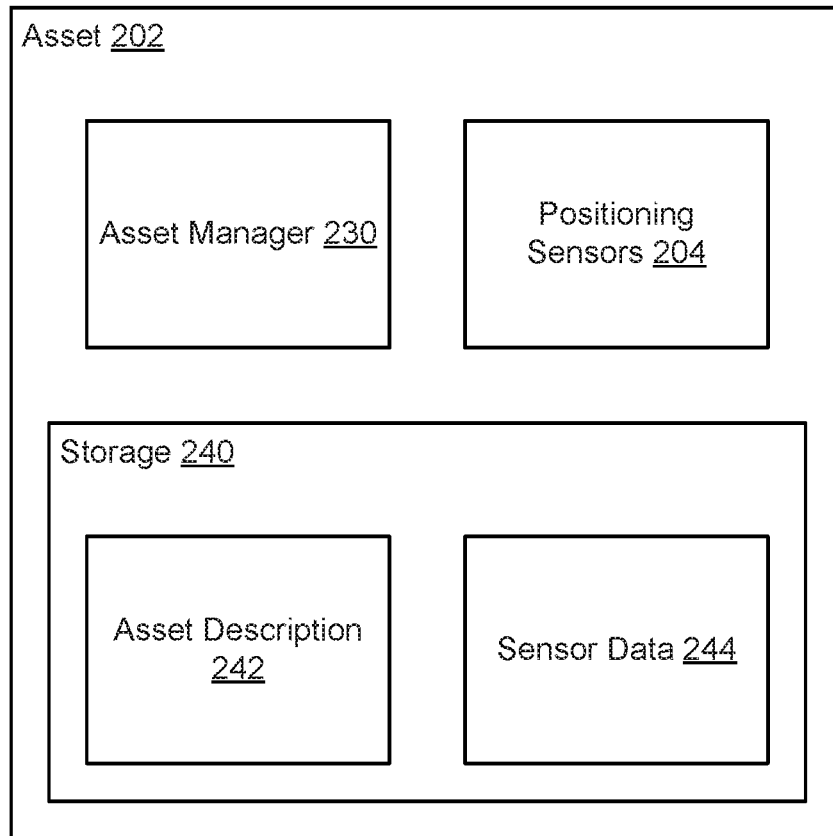 Asset 202
Asset Manager 230
Positioning
Sensors 204
Storage 240
Asset Description
242
Sensor Data 244